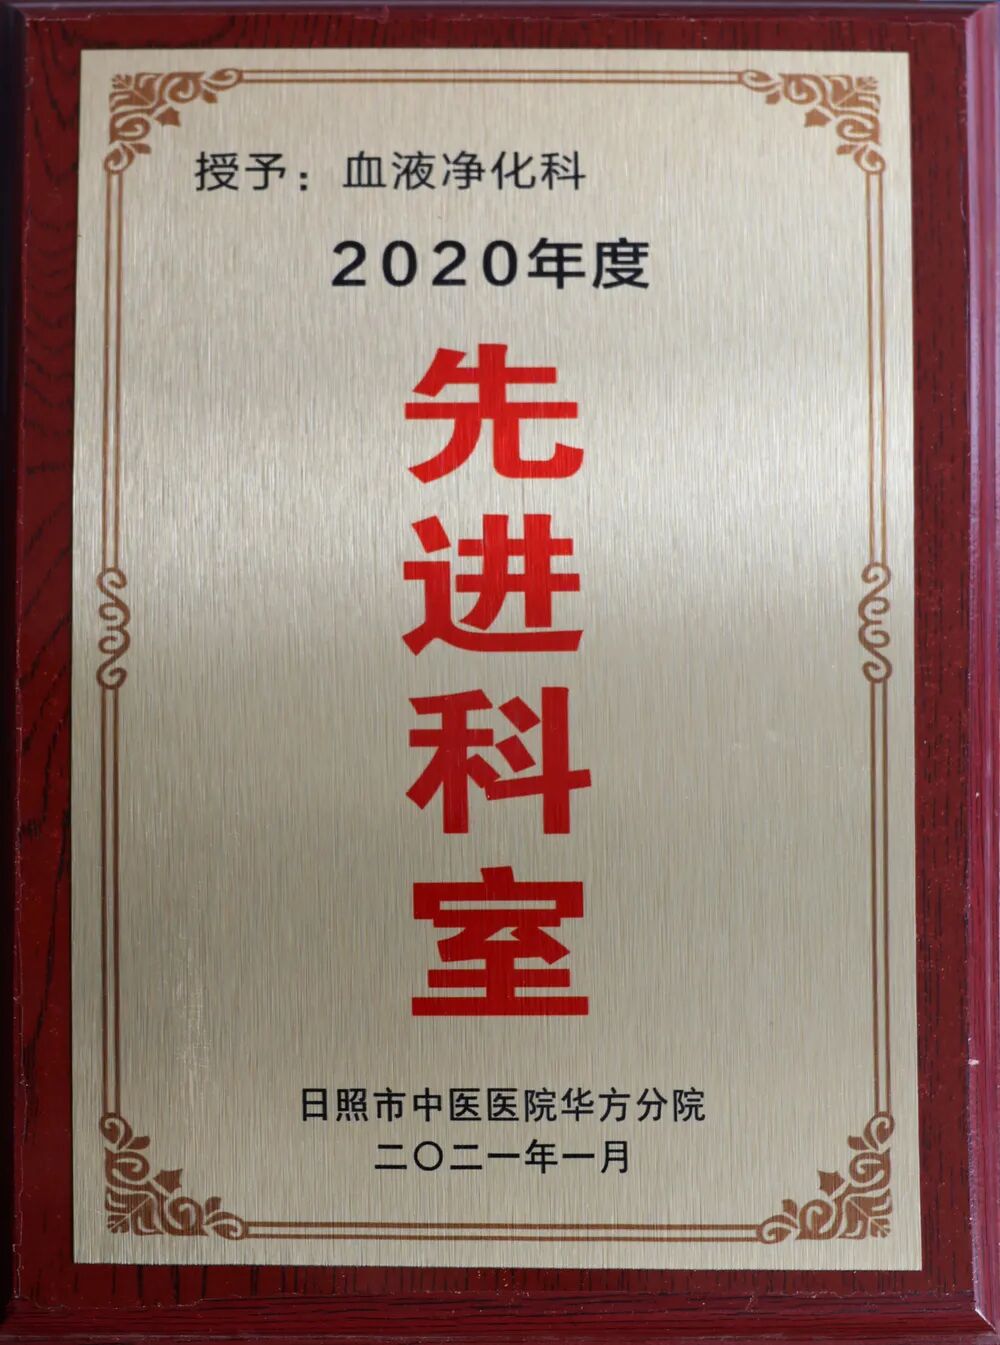 授予：血液净化科
2020年度
先进科室
日照市中医医院华方分院
二〇二一年一月